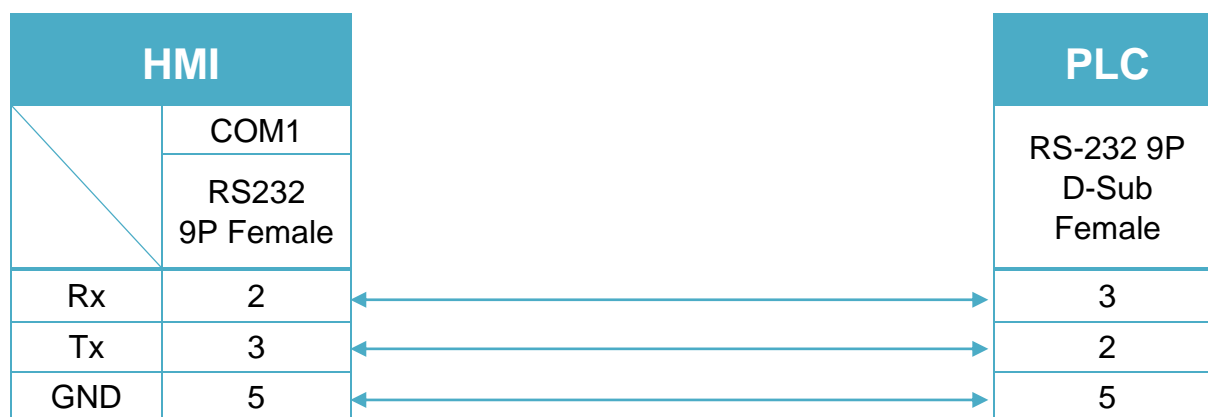 HMI
PLC
COM1
RS232
9P Female
RS-232 9P
D-Sub
Female
Rx 2 3
Tx 3 2
GND 5 5